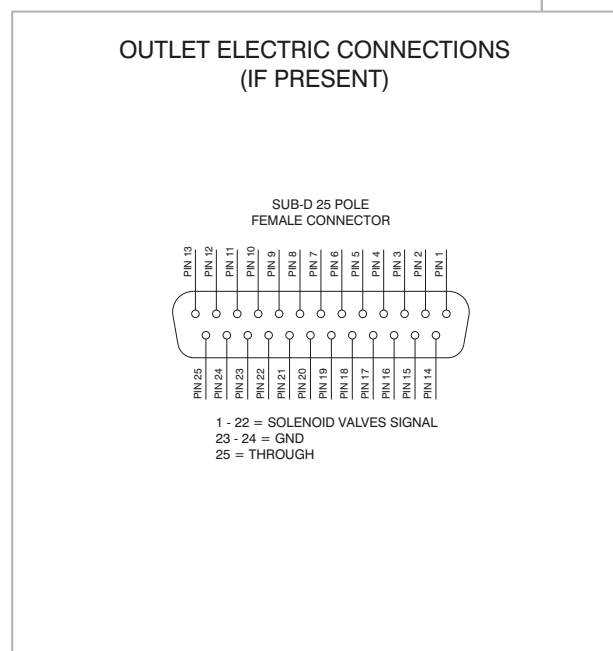 OUTLET ELECTRIC CONNECTIONS
(IF PRESENT)
SUB-D 25 POLE
FEMALE CONNECTOR
PIN 13
PIN 12
PIN 11
PIN 10
PIN 9
PIN 8
PIN 7
PIN 6
PIN 5
PIN 4
PIN 3
PIN 2
PIN 1
PIN 25
PIN 24
PIN 23
PIN 22
PIN 21
PIN 20
PIN 19
PIN 18
PIN 17
PIN 16
PIN 15
PIN 14
1 - 22 = SOLENOID VALVES SIGNAL
23 - 24 = GND
25 = THROUGH